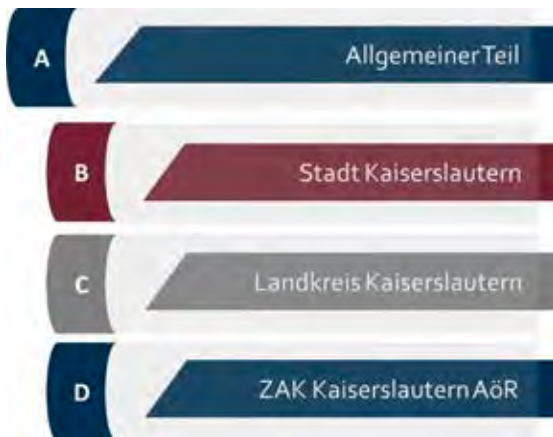 A Allgemeiner Teil
B Stadt Kaiserslautern
C Landkreis Kaiserslautern
D ZAK Kaiserslautern AöR